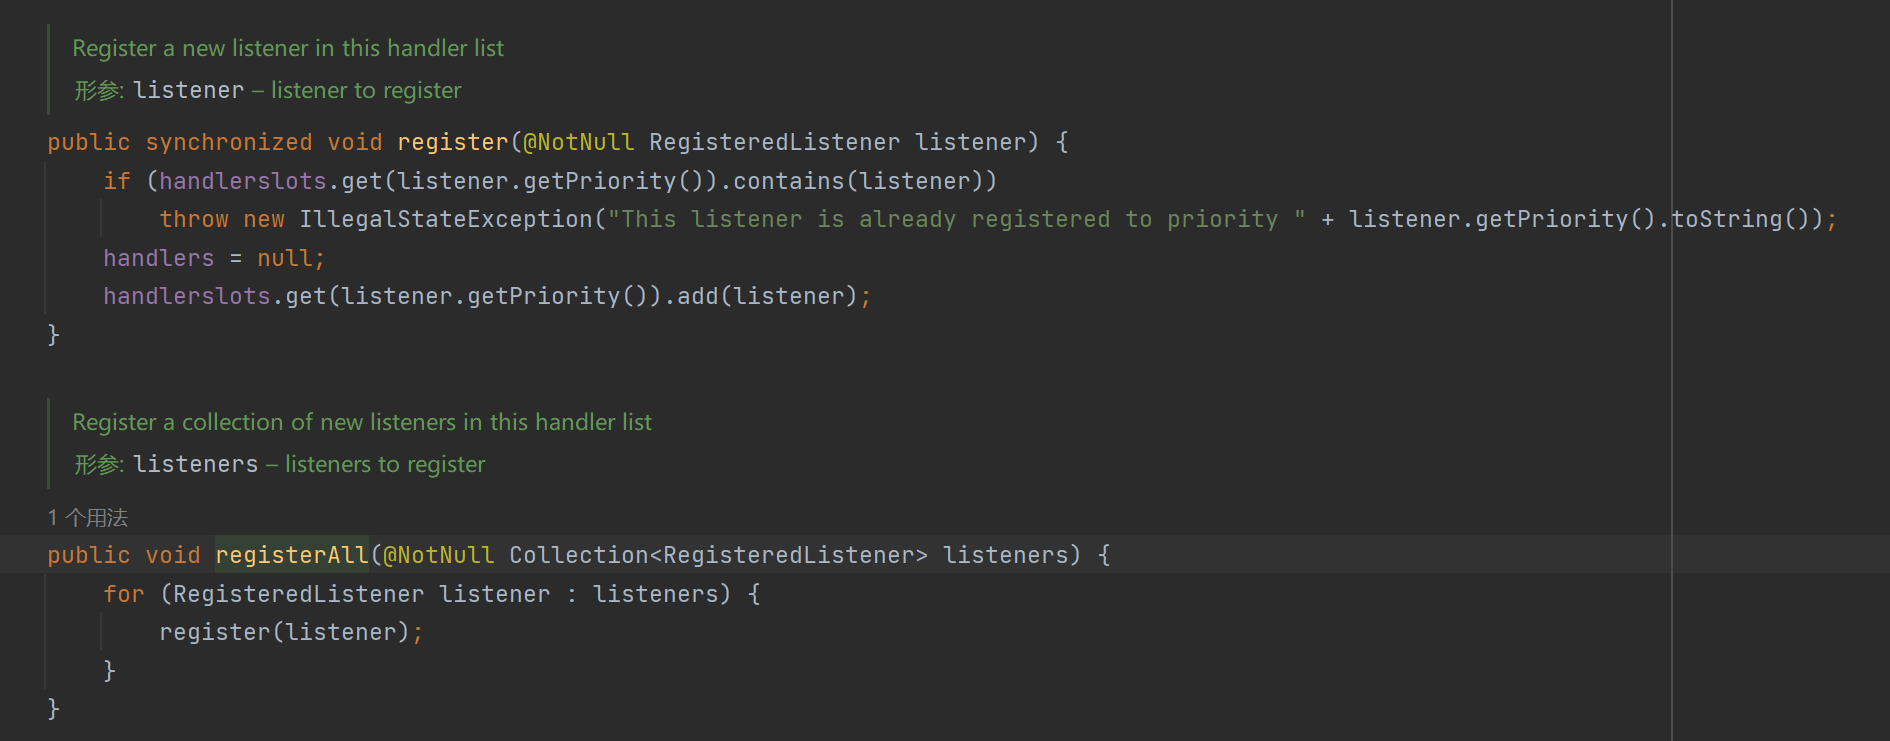 Register a new listener in this handler list
形参: listener – listener to register
public synchronized void register(@NotNull RegisteredListener listener) {
if (handlerslots.get(listener.getPriority()).contains(listener))
throw new IllegalStateException("This listener is already registered to priority " + listener.getPriority().toString());
handlers = null;
handlerslots.get(listener.getPriority()).add(listener);
}
Register a collection of new listeners in this handler list
形参: listeners – listeners to register
1 个用法
public void registerAll(@NotNull Collection<RegisteredListener> listeners) {
for (RegisteredListener listener : listeners) {
register(listener);
}
}